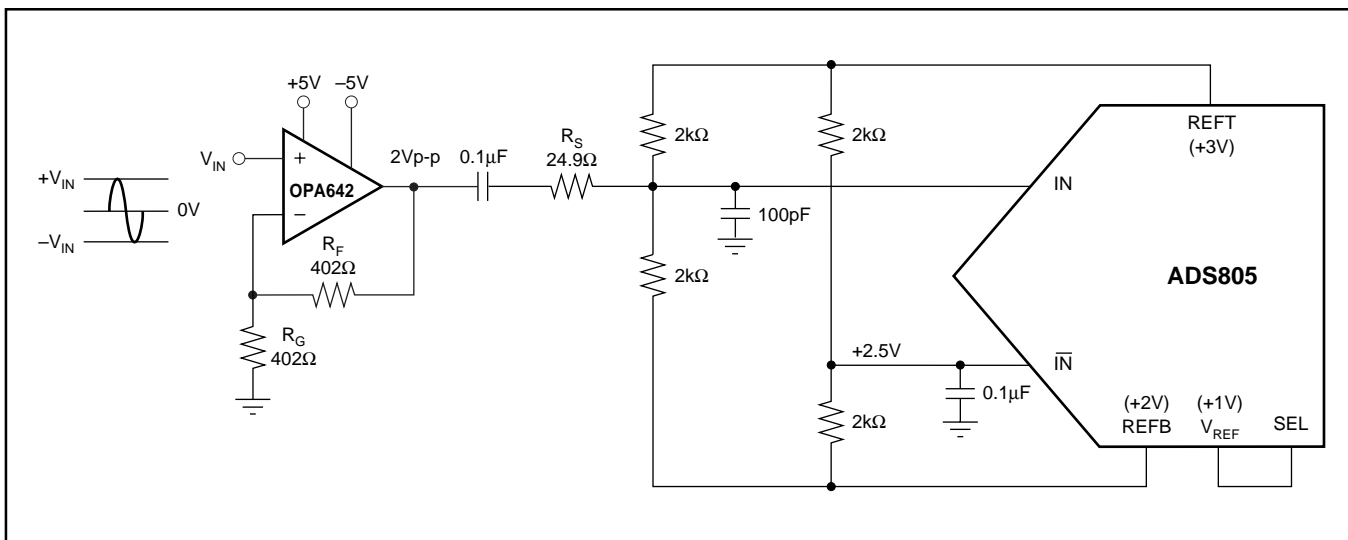 +5V
–5V
V_IN
+
OPA642
–
+V_IN
0V
–V_IN
R_F
402Ω
R_G
402Ω
2Vp-p
0.1µF
R_S
24.9Ω
2kΩ
2kΩ
100pF
2kΩ
+2.5V
0.1µF
2kΩ
REFT
(+3V)
IN
ADS805
I̅N̅
(+2V)
REFB
(+1V)
V_REF
SEL